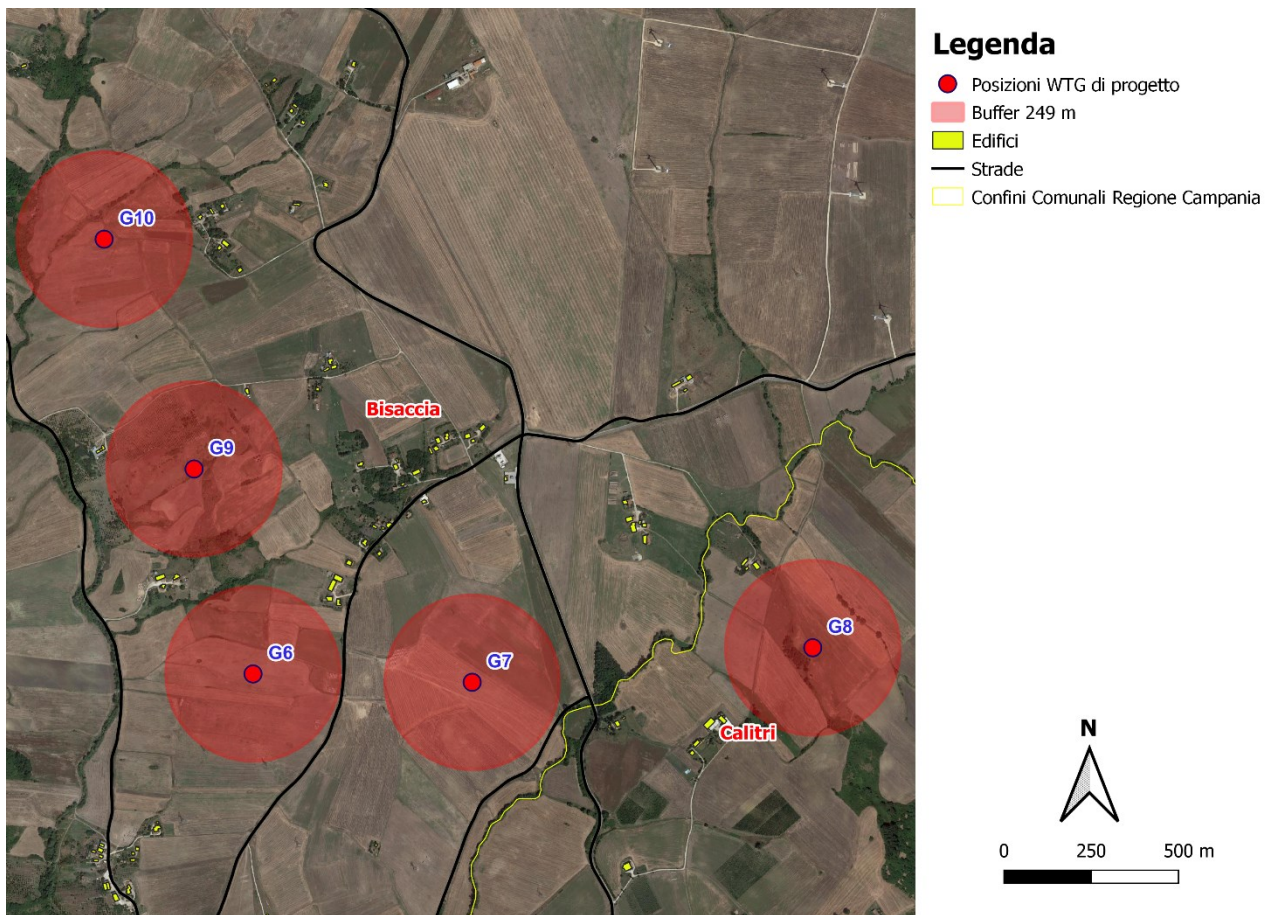 Legenda
Posizioni WTG di progetto
Buffer 249 m
Edifici
Strade
Confini Comunali Regione Campania
G10
Bisaccia
G9
G6
G7
G8
Calitri
N
0 250 500 m